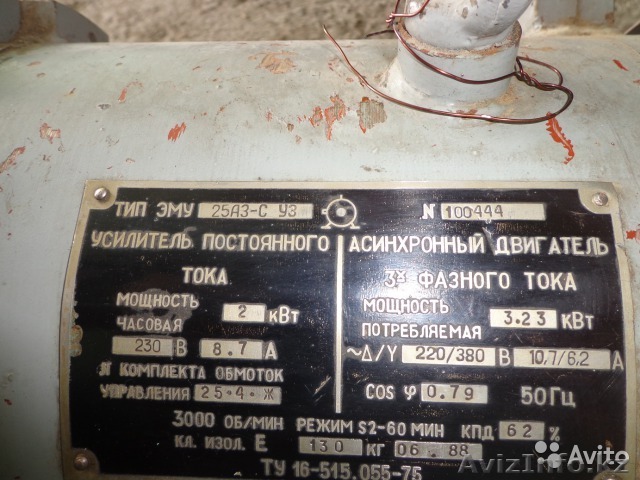 ТИП ЭМУ 25А3-С У3 № 100444
УСИЛИТЕЛЬ ПОСТОЯННОГО
ТОКА
МОЩНОСТЬ
ЧАСОВАЯ 2 кВт
230 В 8.7 А
№ КОМПЛЕКТА ОБМОТОК
УПРАВЛЕНИЯ 25·4·Ж
АСИНХРОННЫЙ ДВИГАТЕЛЬ
3х ФАЗНОГО ТОКА
МОЩНОСТЬ
ПОТРЕБЛЯЕМАЯ 3.23 кВт
~Δ/Y 220/380 В 10,7/6,2 А
COS φ 0.79 50 Гц
3000 ОБ/МИН РЕЖИМ S2-60 МИН КПД 62 %
КЛ. ИЗОЛ. Е 130 КГ 06. 88
ТУ 16-515.055-75
Avito
AvizInfo.kz